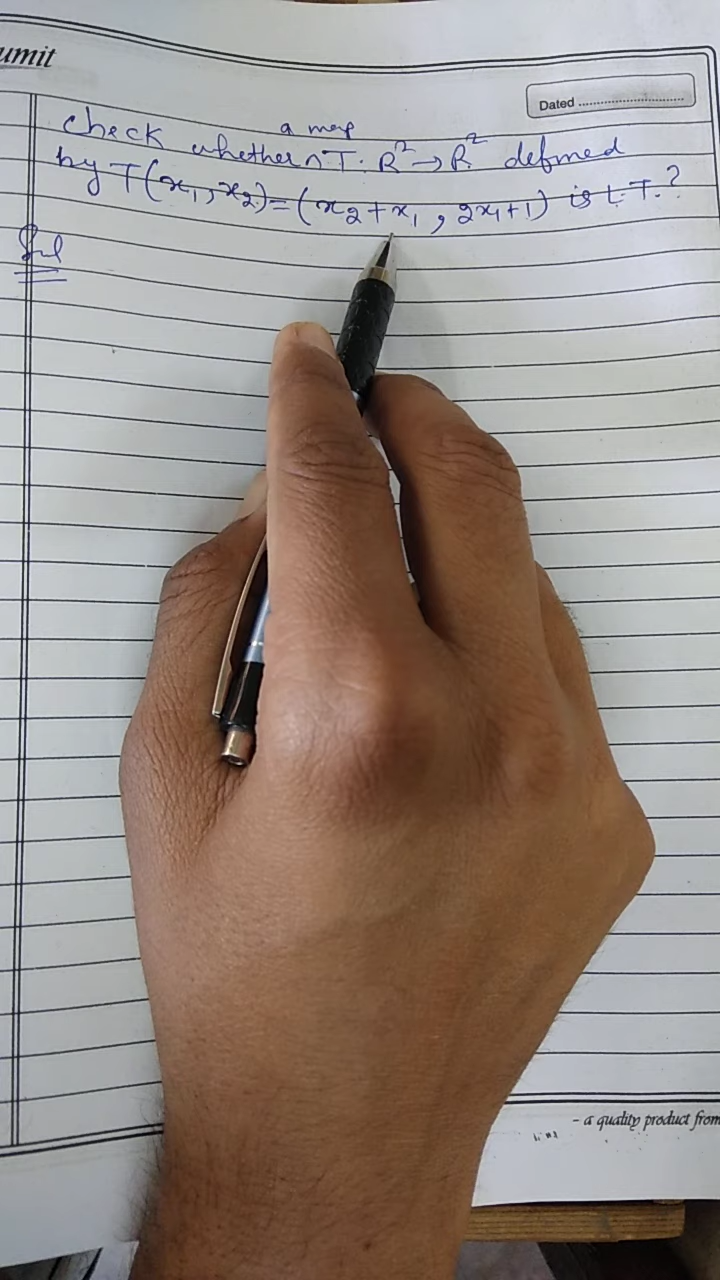 umit
Dated
a map
Check whether ∧ T: R² → R² defined
by T(x₁, x₂) = (x₂ + x₁, 2x₁ + 1) is L.T.?
Sol
- a quality product from